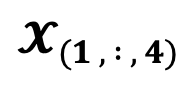 𝓧(1 , : , 4)